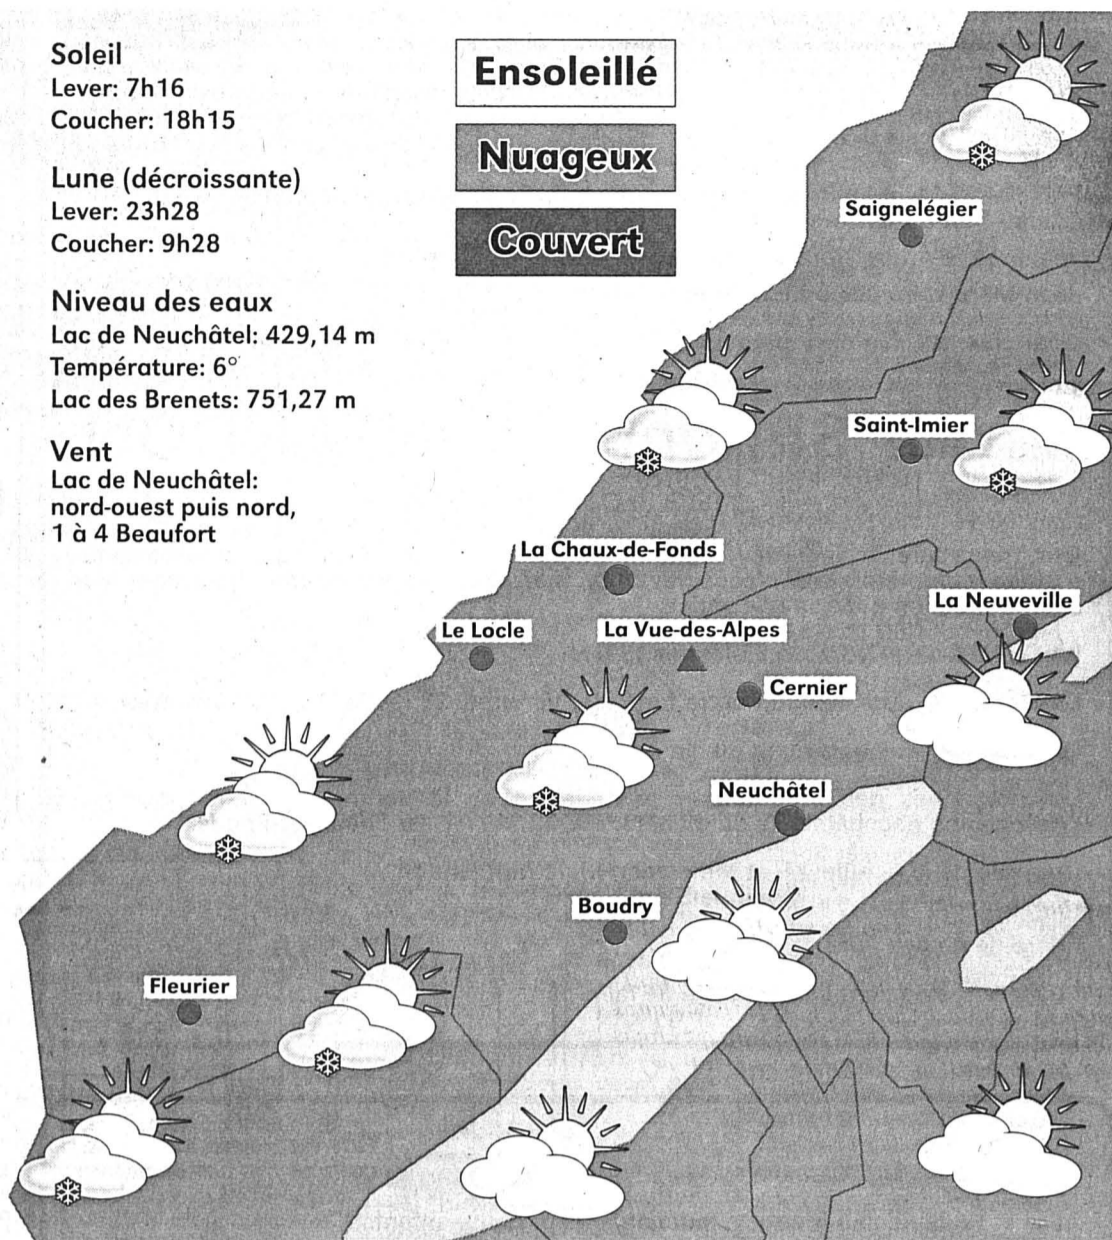 Soleil
Lever: 7h16
Coucher: 18h15
Lune (décroissante)
Lever: 23h28
Coucher: 9h28
Niveau des eaux
Lac de Neuchâtel: 429,14 m
Température: 6°
Lac des Brenets: 751,27 m
Vent
Lac de Neuchâtel:
nord-ouest puis nord,
1 à 4 Beaufort
Ensoleillé
Nuageux
Couvert
Saignelégier
Saint-Imier
La Chaux-de-Fonds
La Neuveville
Le Locle
La Vue-des-Alpes
Cernier
Neuchâtel
Boudry
Fleurier